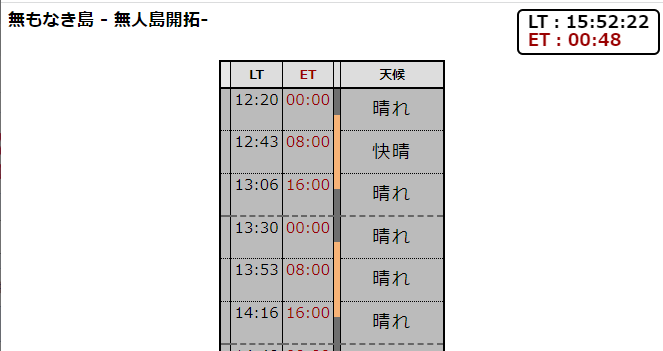 無もなき島 - 無人島開拓-
LT : 15:52:22
ET : 00:48
LT ET 天候
12:20 00:00 晴れ
12:43 08:00 快晴
13:06 16:00 晴れ
13:30 00:00 晴れ
13:53 08:00 晴れ
14:16 16:00 晴れ